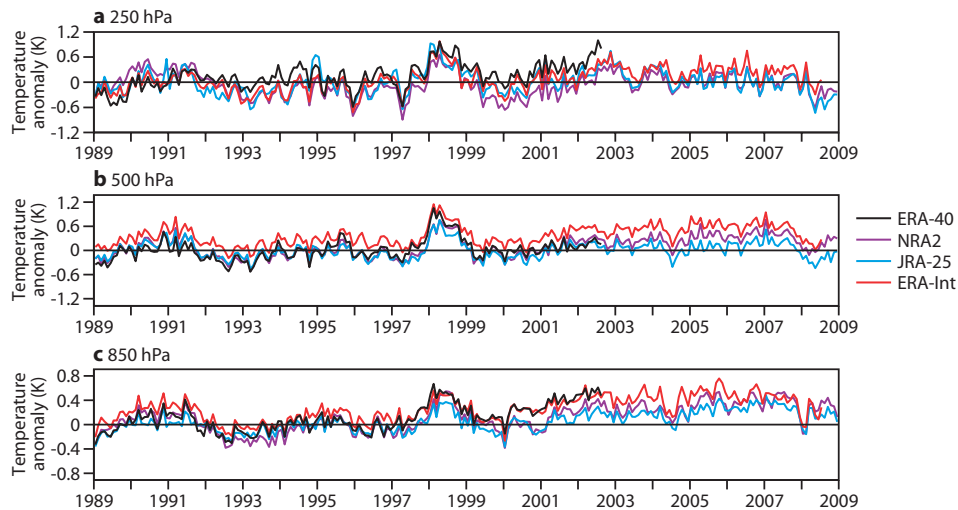 a 250 hPa
Temperature
anomaly (K)
1.2
0.6
0
-0.6
-1.2
1989 1991 1993 1995 1997 1999 2001 2003 2005 2007 2009
b 500 hPa
Temperature
anomaly (K)
1.2
0.6
0
-0.6
-1.2
1989 1991 1993 1995 1997 1999 2001 2003 2005 2007 2009
ERA-40
NRA2
JRA-25
ERA-Int
c 850 hPa
Temperature
anomaly (K)
0.8
0.4
0
-0.4
-0.8
1989 1991 1993 1995 1997 1999 2001 2003 2005 2007 2009